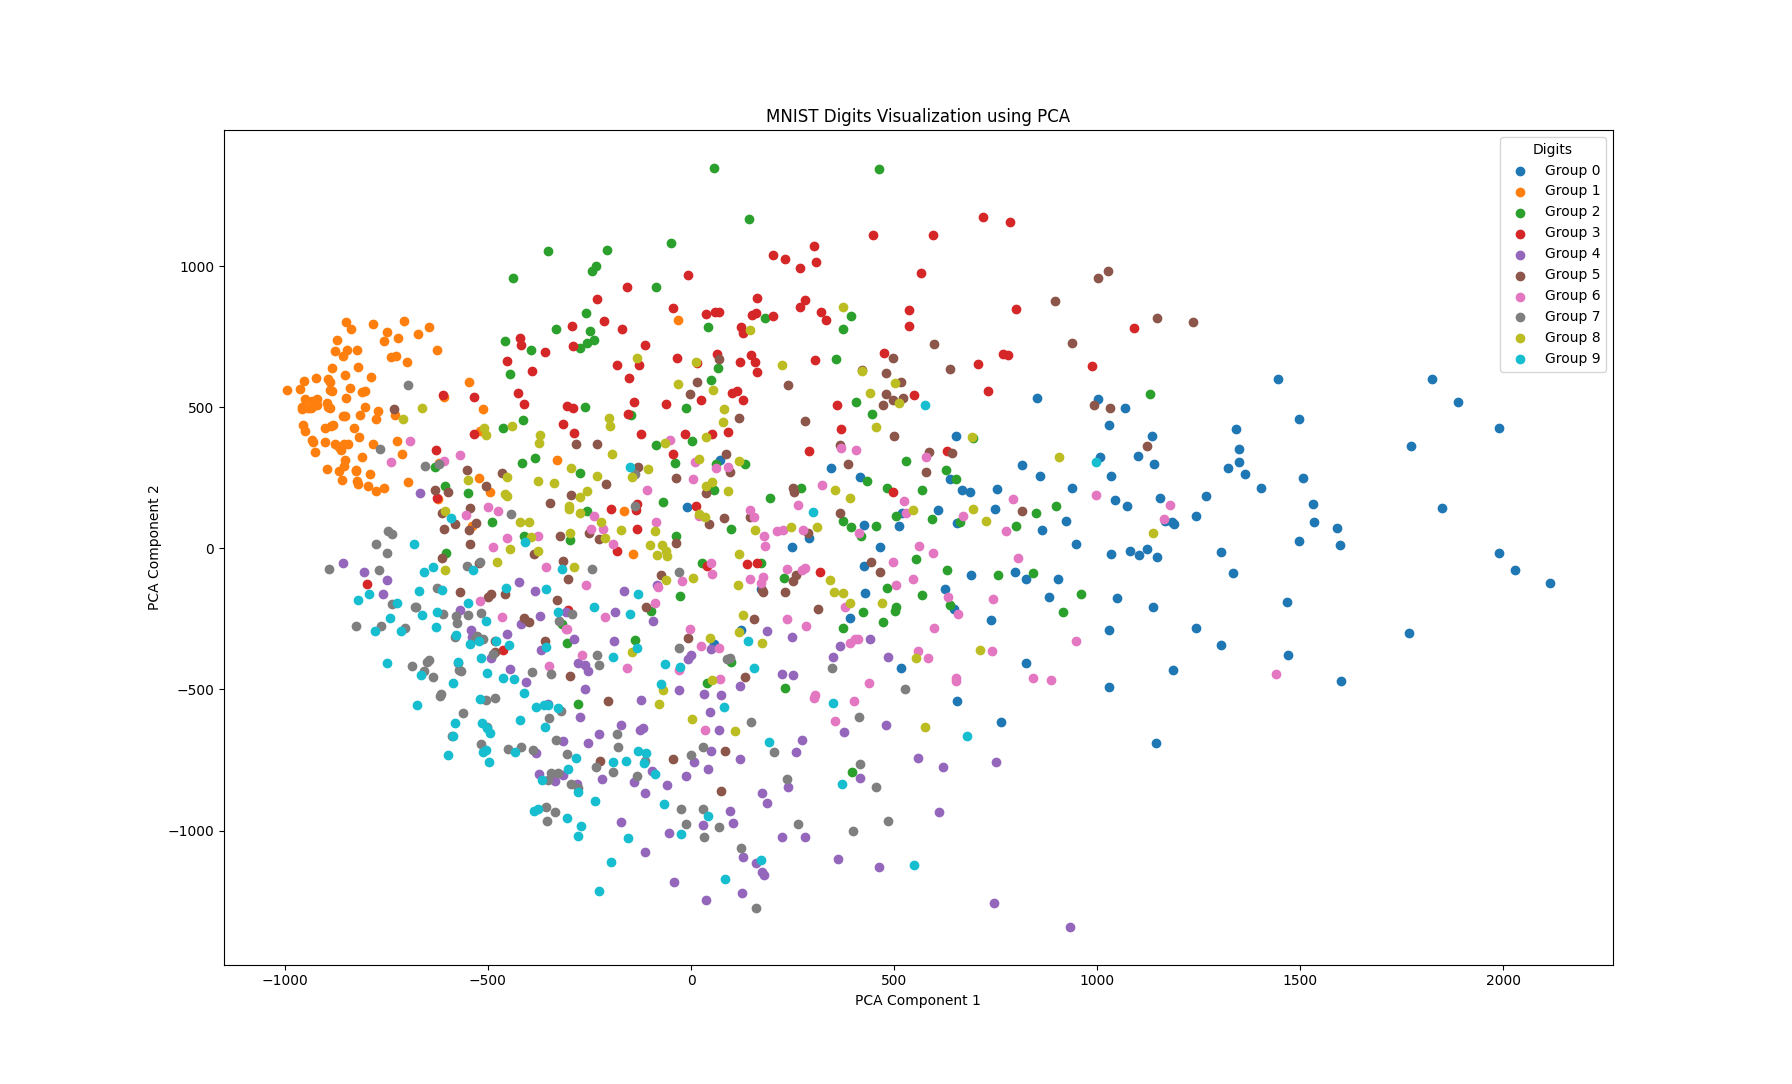 MNIST Digits Visualization using PCA
Digits
Group 0
Group 1
Group 2
Group 3
Group 4
Group 5
Group 6
Group 7
Group 8
Group 9
1000
500
0
−500
−1000
PCA Component 2
−1000 −500 0 500 1000 1500 2000
PCA Component 1